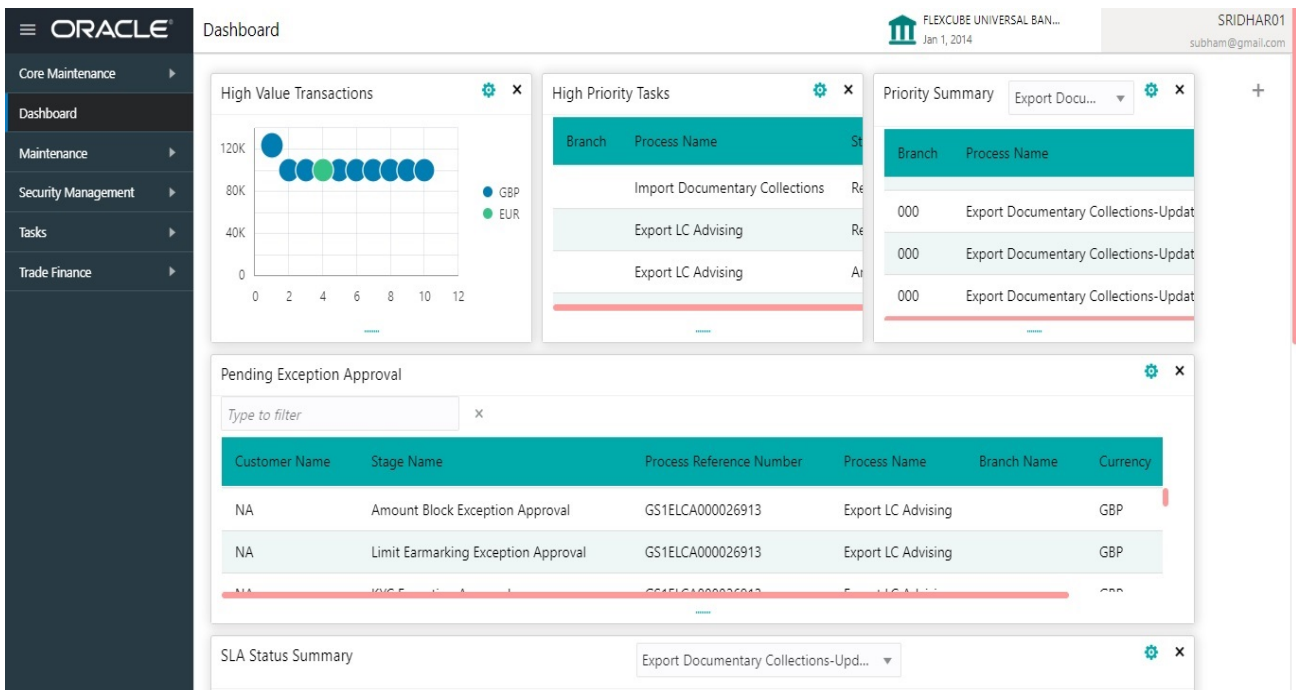 ORACLE
Dashboard
FLEXCUBE UNIVERSAL BAN...
Jan 1, 2014
SRIDHAR01
subham@gmail.com
Core Maintenance
Dashboard
Maintenance
Security Management
Tasks
Trade Finance
High Value Transactions
120K
80K
40K
0
0 2 4 6 8 10 12
GBP
EUR
High Priority Tasks
Branch Process Name St
Import Documentary Collections Re
Export LC Advising Re
Export LC Advising Ar
Priority Summary Export Docu...
Branch Process Name
000 Export Documentary Collections-Updat
000 Export Documentary Collections-Updat
000 Export Documentary Collections-Updat
Pending Exception Approval
Type to filter
Customer Name Stage Name Process Reference Number Process Name Branch Name Currency
NA Amount Block Exception Approval GS1ELCA000026913 Export LC Advising GBP
NA Limit Earmarking Exception Approval GS1ELCA000026913 Export LC Advising GBP
SLA Status Summary Export Documentary Collections-Upd...